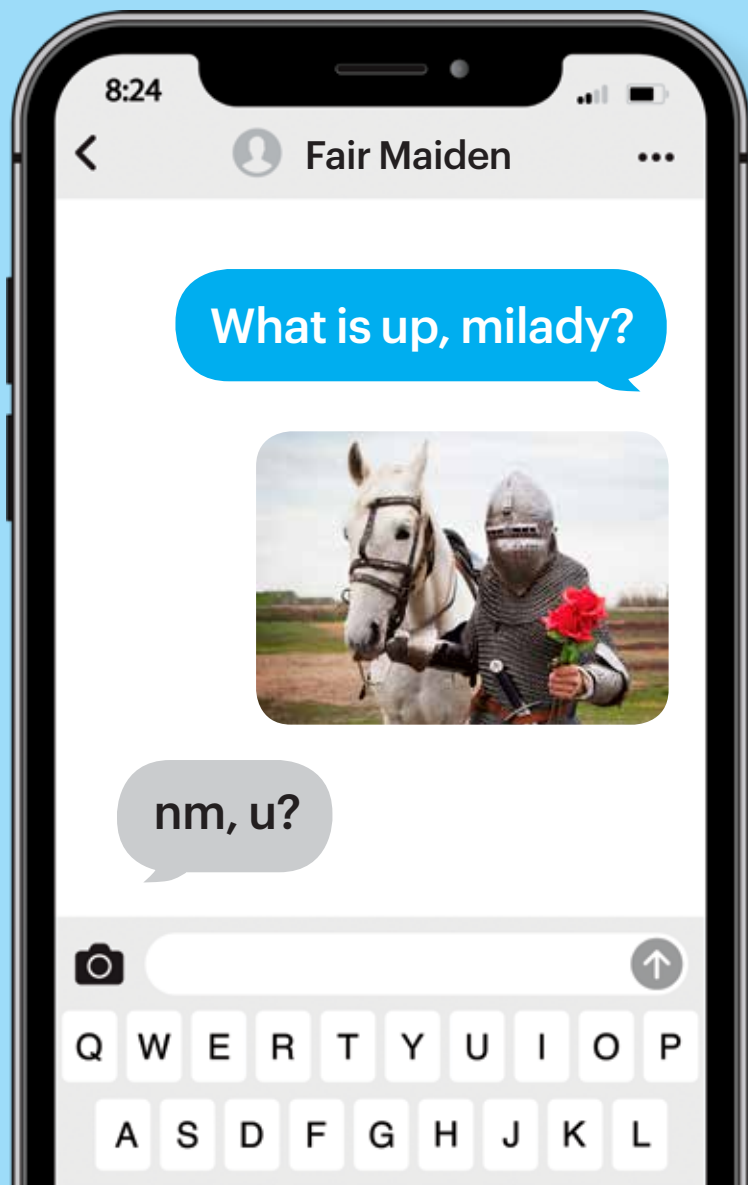 8:24
Fair Maiden
What is up, milady?
nm, u?
Q W E R T Y U I O P
A S D F G H J K L